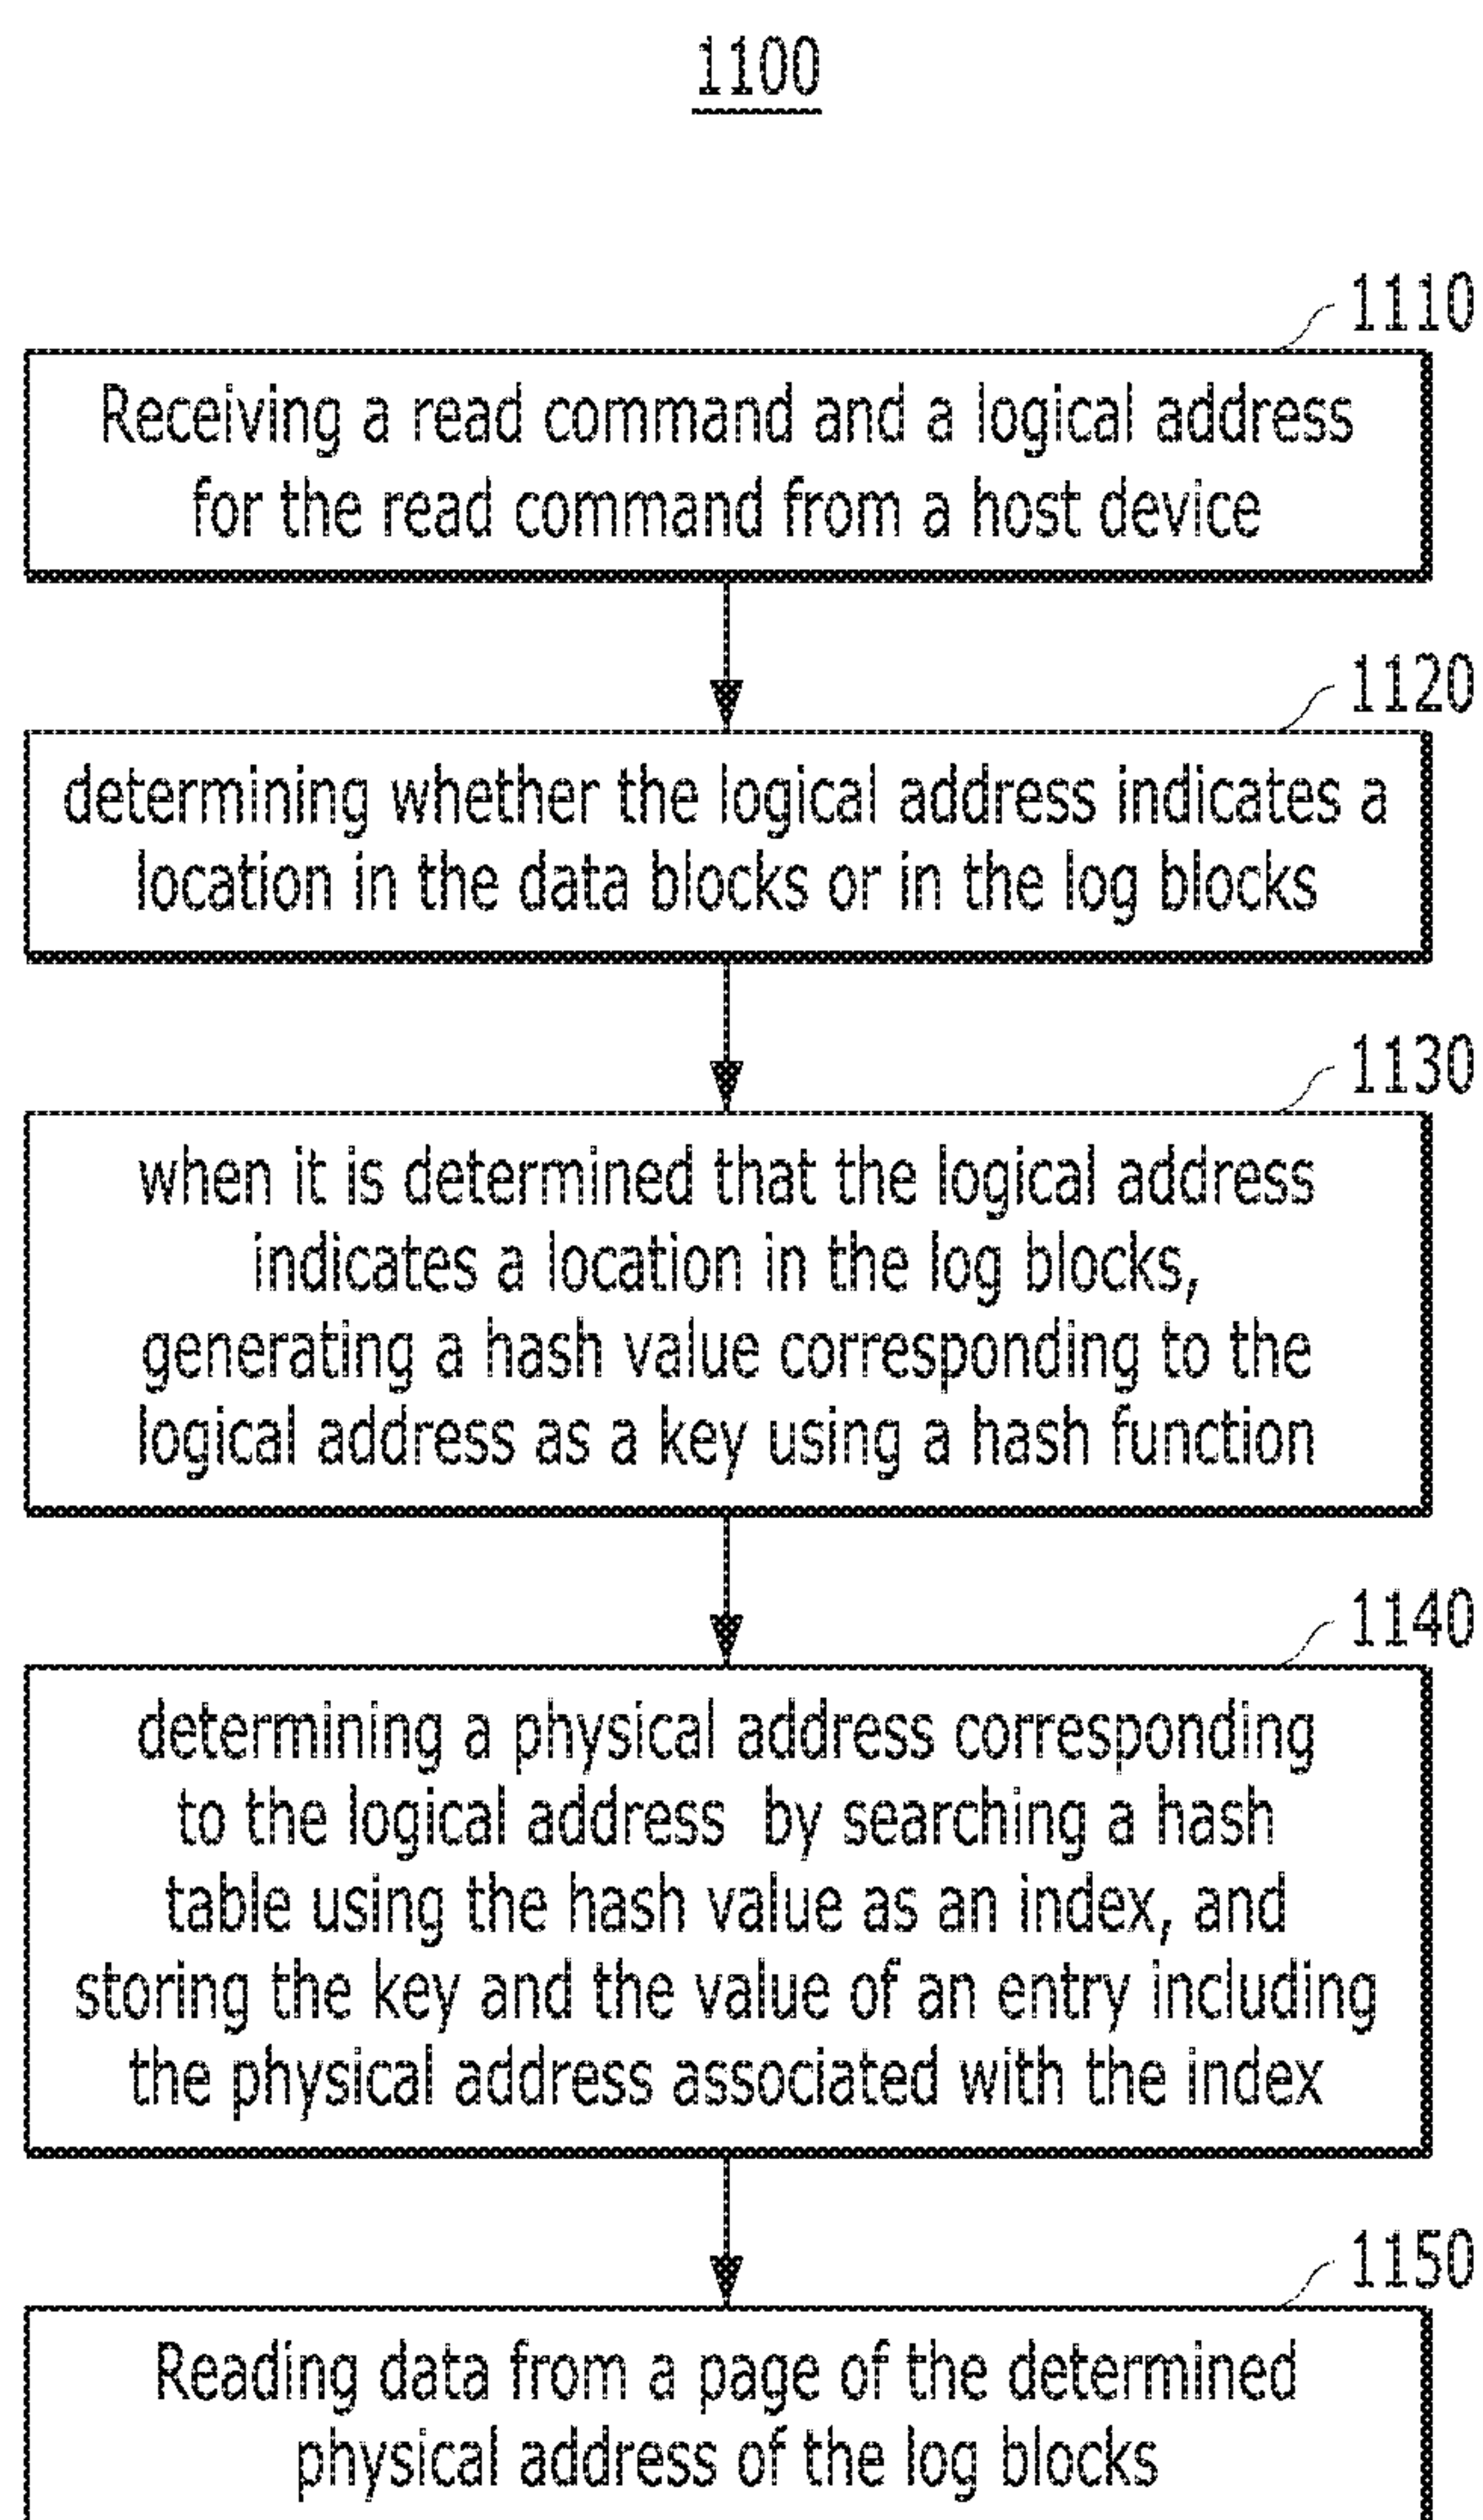 1100
1110
Receiving a read command and a logical address
for the read command from a host device
1120
determining whether the logical address indicates a
location in the data blocks or in the log blocks
1130
when it is determined that the logical address
indicates a location in the log blocks,
generating a hash value corresponding to the
logical address as a key using a hash function
1140
determining a physical address corresponding
to the logical address by searching a hash
table using the hash value as an index, and
storing the key and the value of an entry including
the physical address associated with the index
1150
Reading data from a page of the determined
physical address of the log blocks